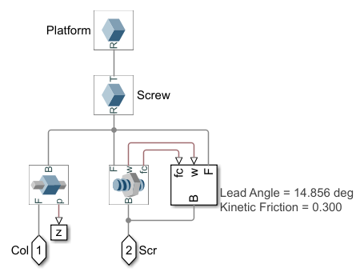 Platform
R
T
Screw
R
B
F
w
fc
F
p
B
fc
w
F
B
Lead Angle = 14.856 deg
Kinetic Friction = 0.300
z
Col 1
2 Scr